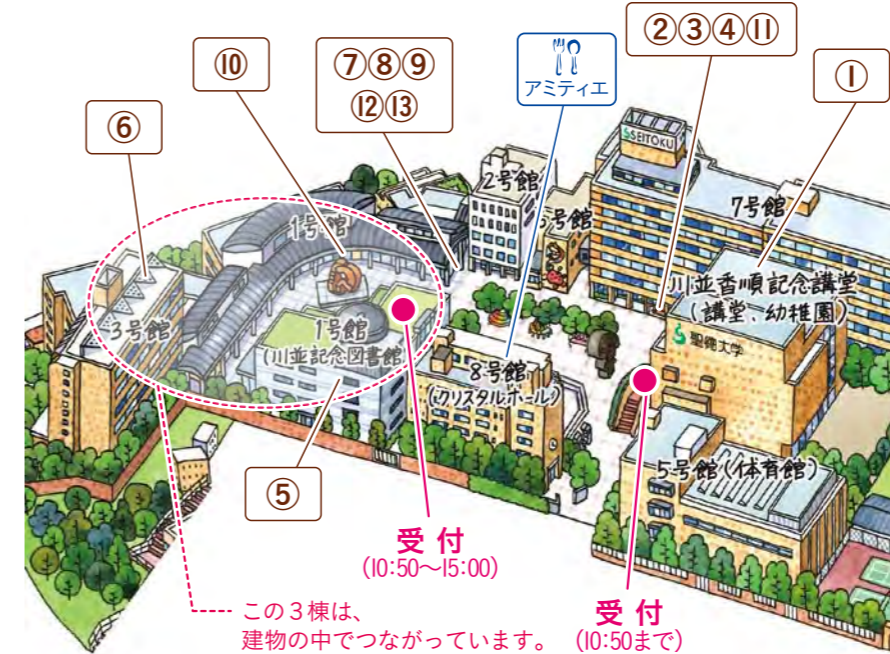 ②③④⑪
⑩
⑦⑧⑨
⑫⑬
アミティエ
①
⑥
SEITOKU
2号館
7号館
1号館
川並香順記念講堂
(講堂、幼稚園)
3号館
1号館
(川並記念図書館)
聖徳大学
8号館
(クリスタルホール)
5号館(体育館)
⑤
受付
(10:50〜15:00)
受付
(10:50まで)
この3棟は、
建物の中でつながっています。